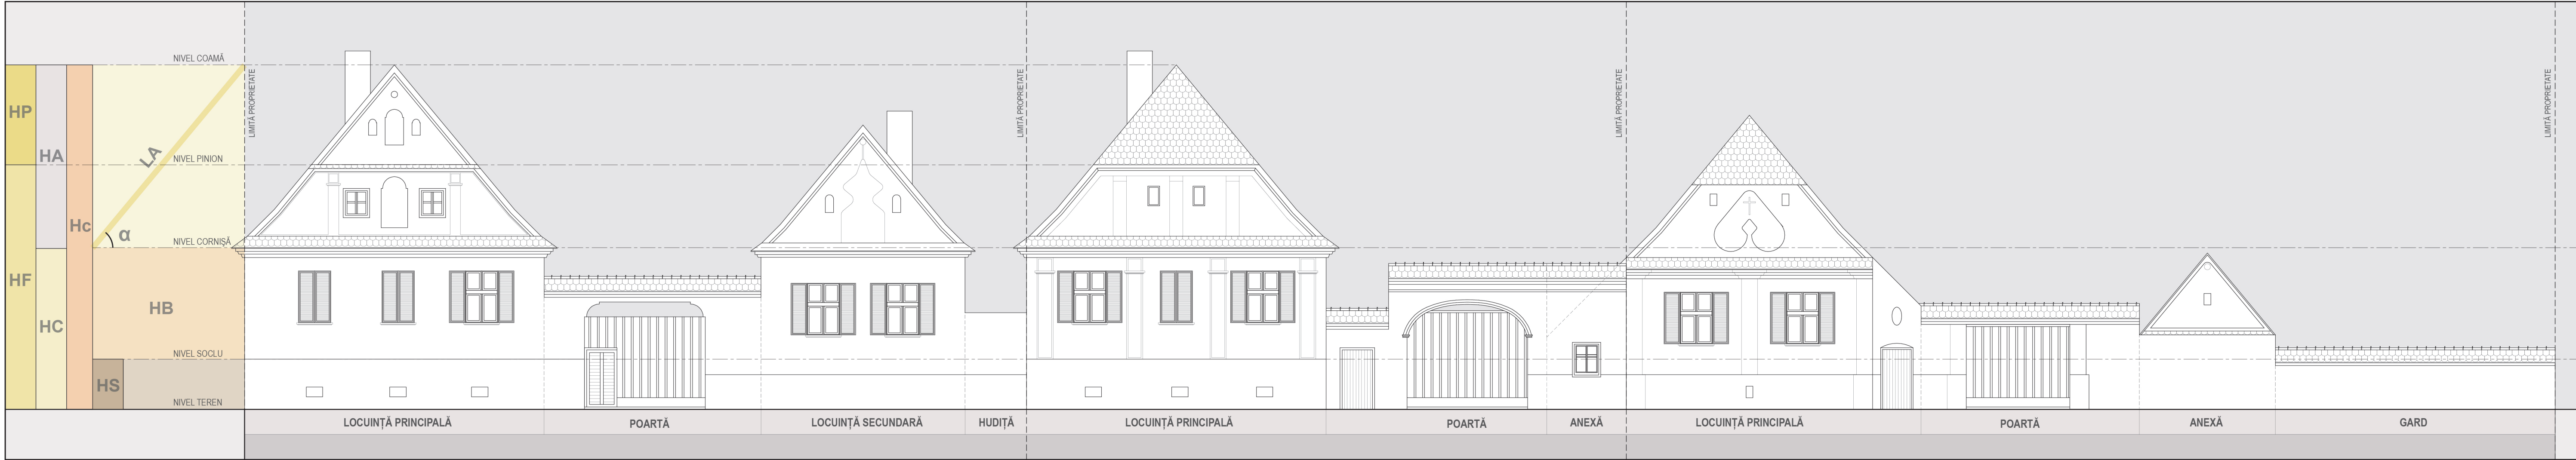 NIVEL COAMĂ
HP
HA
LA
NIVEL PINION
Hc
α
NIVEL CORNIȘĂ
HF
HC
HB
NIVEL SOCLU
HS
NIVEL TEREN
LIMITĂ PROPRIETATE
LIMITĂ PROPRIETATE
LIMITĂ PROPRIETATE
LIMITĂ PROPRIETATE
LOCUINȚĂ PRINCIPALĂ
POARTĂ
LOCUINȚĂ SECUNDARĂ
HUDIȚĂ
LOCUINȚĂ PRINCIPALĂ
POARTĂ
ANEXĂ
LOCUINȚĂ PRINCIPALĂ
POARTĂ
ANEXĂ
GARD